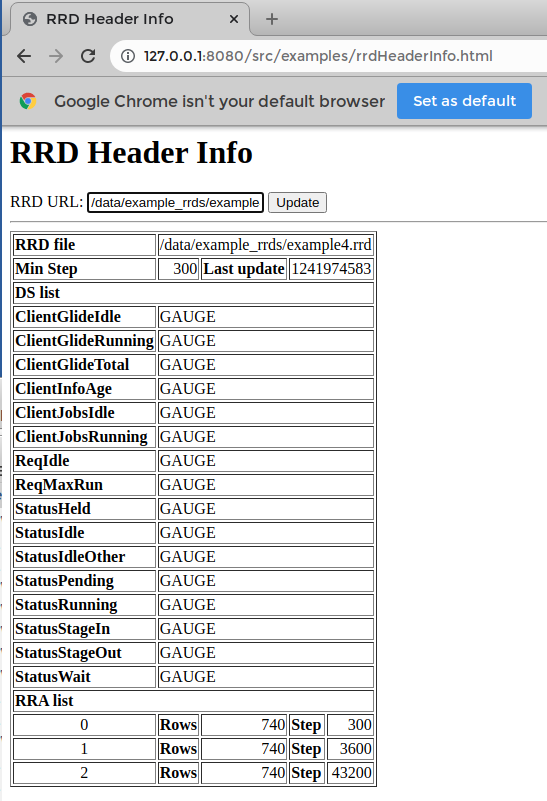 RRD Header Info
127.0.0.1:8080/src/examples/rrdHeaderInfo.html
Google Chrome isn't your default browser Set as default
RRD Header Info
RRD URL: /data/example_rrds/example Update
RRD file /data/example_rrds/example4.rrd
Min Step 300 Last update 1241974583
DS list
ClientGlideIdle GAUGE
ClientGlideRunning GAUGE
ClientGlideTotal GAUGE
ClientInfoAge GAUGE
ClientJobsIdle GAUGE
ClientJobsRunning GAUGE
ReqIdle GAUGE
ReqMaxRun GAUGE
StatusHeld GAUGE
StatusIdle GAUGE
StatusIdleOther GAUGE
StatusPending GAUGE
StatusRunning GAUGE
StatusStageIn GAUGE
StatusStageOut GAUGE
StatusWait GAUGE
RRA list
0 Rows 740 Step 300
1 Rows 740 Step 3600
2 Rows 740 Step 43200